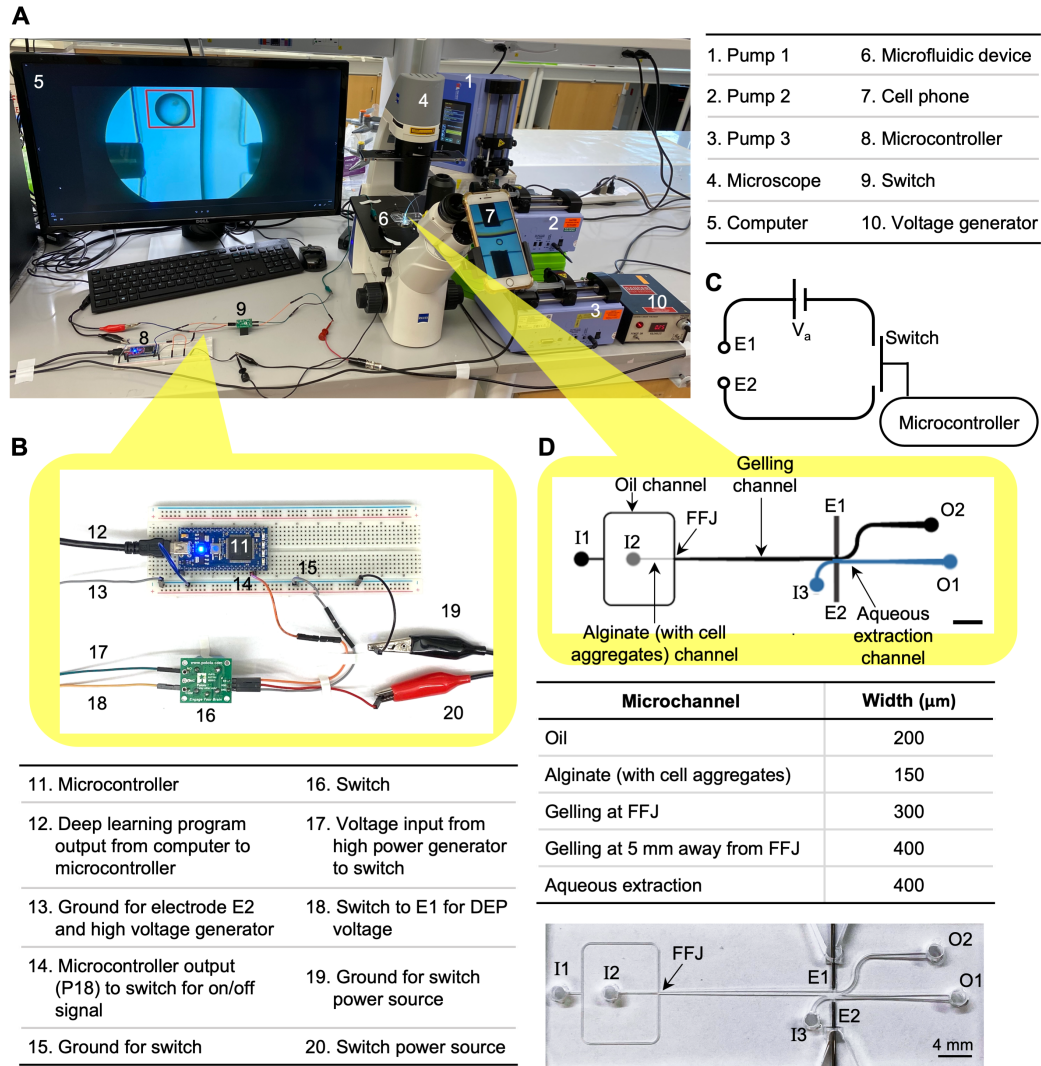 A
5
4
1
6
7
2
3
10
9
8
1. Pump 1
6. Microfluidic device
2. Pump 2
7. Cell phone
3. Pump 3
8. Microcontroller
4. Microscope
9. Switch
5. Computer
10. Voltage generator
C
Va
E1
E2
Switch
Microcontroller
B
12
11
13
14
15
19
17
18
16
20
www.pololu.com
11. Microcontroller
16. Switch
12. Deep learning program
output from computer to
microcontroller
17. Voltage input from
high power generator
to switch
13. Ground for electrode E2
and high voltage generator
18. Switch to E1 for DEP
voltage
14. Microcontroller output
(P18) to switch for on/off
signal
19. Ground for switch
power source
15. Ground for switch
20. Switch power source
D
Gelling
channel
Oil channel
FFJ
E1
O2
I1
I2
I3
E2
O1
Alginate (with cell
aggregates) channel
Aqueous
extraction
channel
Microchannel
Width (μm)
Oil
200
Alginate (with cell aggregates)
150
Gelling at FFJ
300
Gelling at 5 mm away from FFJ
400
Aqueous extraction
400
I1
I2
FFJ
E1
O2
O1
E2
I3
4 mm